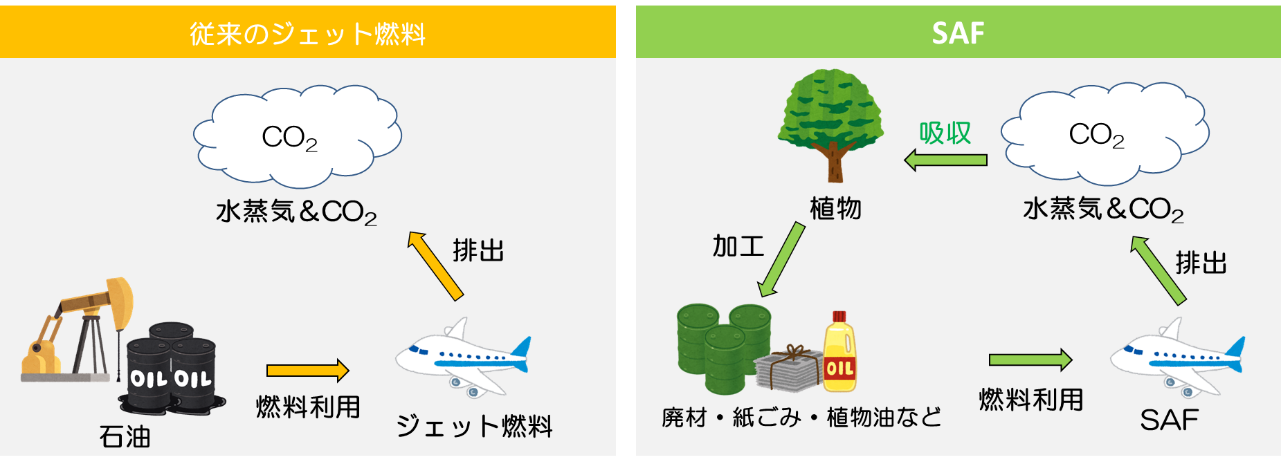 従来のジェット燃料
CO₂
水蒸気＆CO₂
排出
OIL OIL
燃料利用
石油
ジェット燃料
SAF
CO₂
吸収
植物
水蒸気＆CO₂
加工
排出
OIL
燃料利用
廃材・紙ごみ・植物油など
SAF